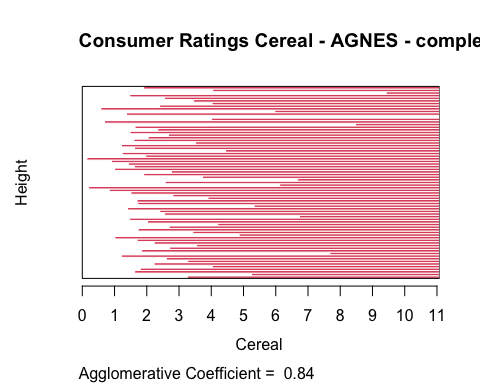 Consumer Ratings Cereal - AGNES - comple
Height
0 1 2 3 4 5 6 7 8 9 10 11
Cereal
Agglomerative Coefficient = 0.84